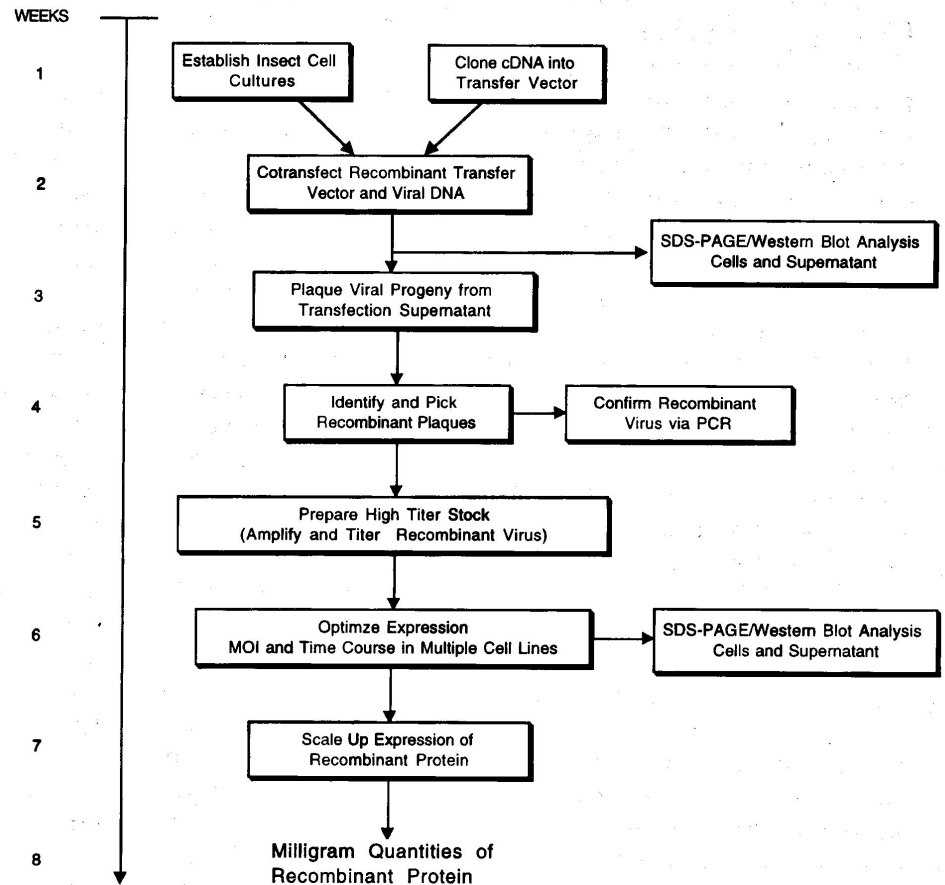 WEEKS
1
Establish Insect Cell
Cultures
Clone cDNA into
Transfer Vector
2
Cotransfect Recombinant Transfer
Vector and Viral DNA
SDS-PAGE/Western Blot Analysis
Cells and Supernatant
3
Plaque Viral Progeny from
Transfection Supernatant
4
Identify and Pick
Recombinant Plaques
Confirm Recombinant
Virus via PCR
5
Prepare High Titer Stock
(Amplify and Titer Recombinant Virus)
6
Optimze Expression
MOI and Time Course in Multiple Cell Lines
SDS-PAGE/Western Blot Analysis
Cells and Supernatant
7
Scale Up Expression of
Recombinant Protein
8
Milligram Quantities of
Recombinant Protein